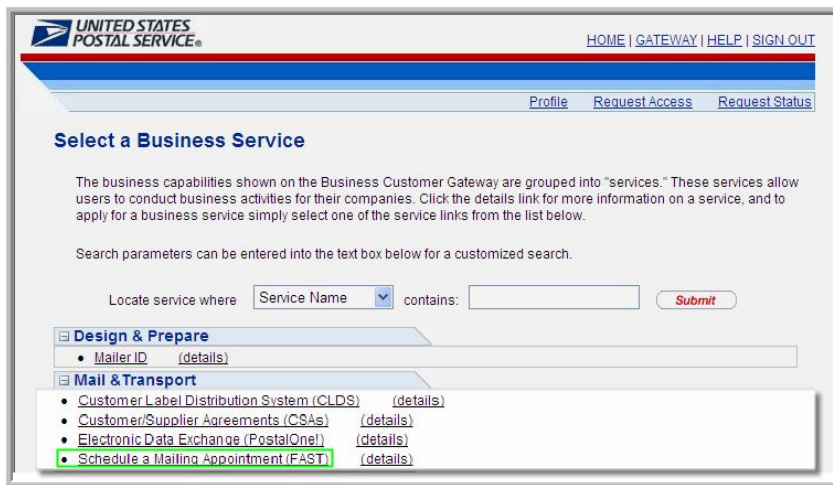 UNITED STATES
POSTAL SERVICE®
HOME | GATEWAY | HELP | SIGN OUT
Profile Request Access Request Status
Select a Business Service
The business capabilities shown on the Business Customer Gateway are grouped into "services." These services allow
users to conduct business activities for their companies. Click the details link for more information on a service, and to
apply for a business service simply select one of the service links from the list below.
Search parameters can be entered into the text box below for a customized search.
Locate service where Service Name contains: Submit
Design & Prepare
• Mailer ID (details)
Mail &Transport
• Customer Label Distribution System (CLDS) (details)
• Customer/Supplier Agreements (CSAs) (details)
• Electronic Data Exchange (PostalOne!) (details)
• Schedule a Mailing Appointment (FAST) (details)